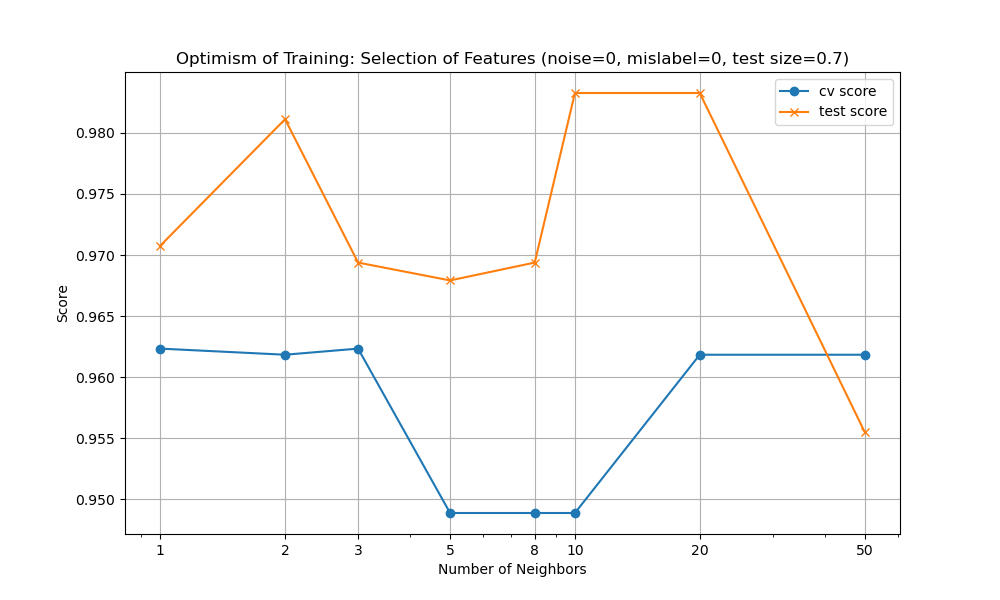 Optimism of Training: Selection of Features (noise=0, mislabel=0, test size=0.7)
cv score
test score
0.980
0.975
0.970
0.965
0.960
0.955
0.950
Score
1 2 3 5 8 10 20 50
Number of Neighbors